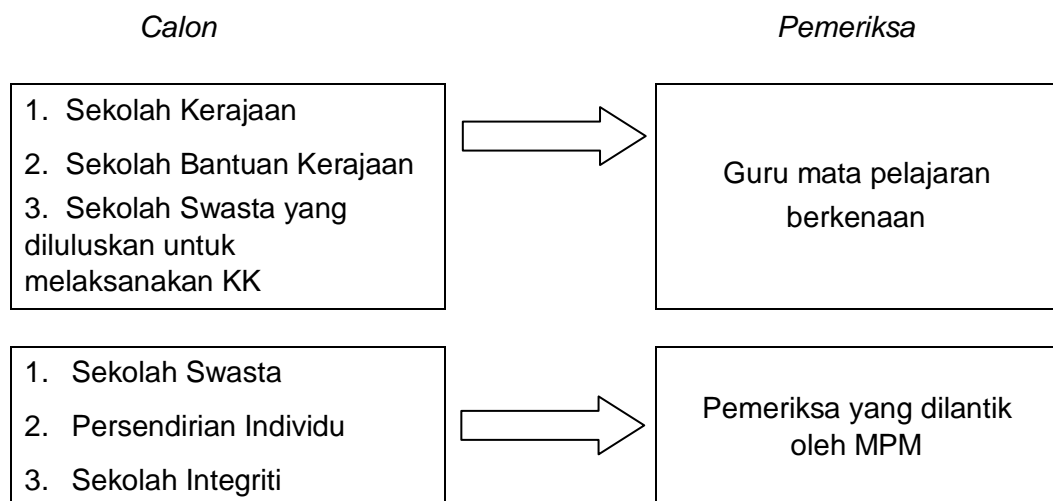 Calon
Pemeriksa
1. Sekolah Kerajaan
2. Sekolah Bantuan Kerajaan
3. Sekolah Swasta yang
diluluskan untuk
melaksanakan KK
Guru mata pelajaran
berkenaan
1. Sekolah Swasta
2. Persendirian Individu
3. Sekolah Integriti
Pemeriksa yang dilantik
oleh MPM